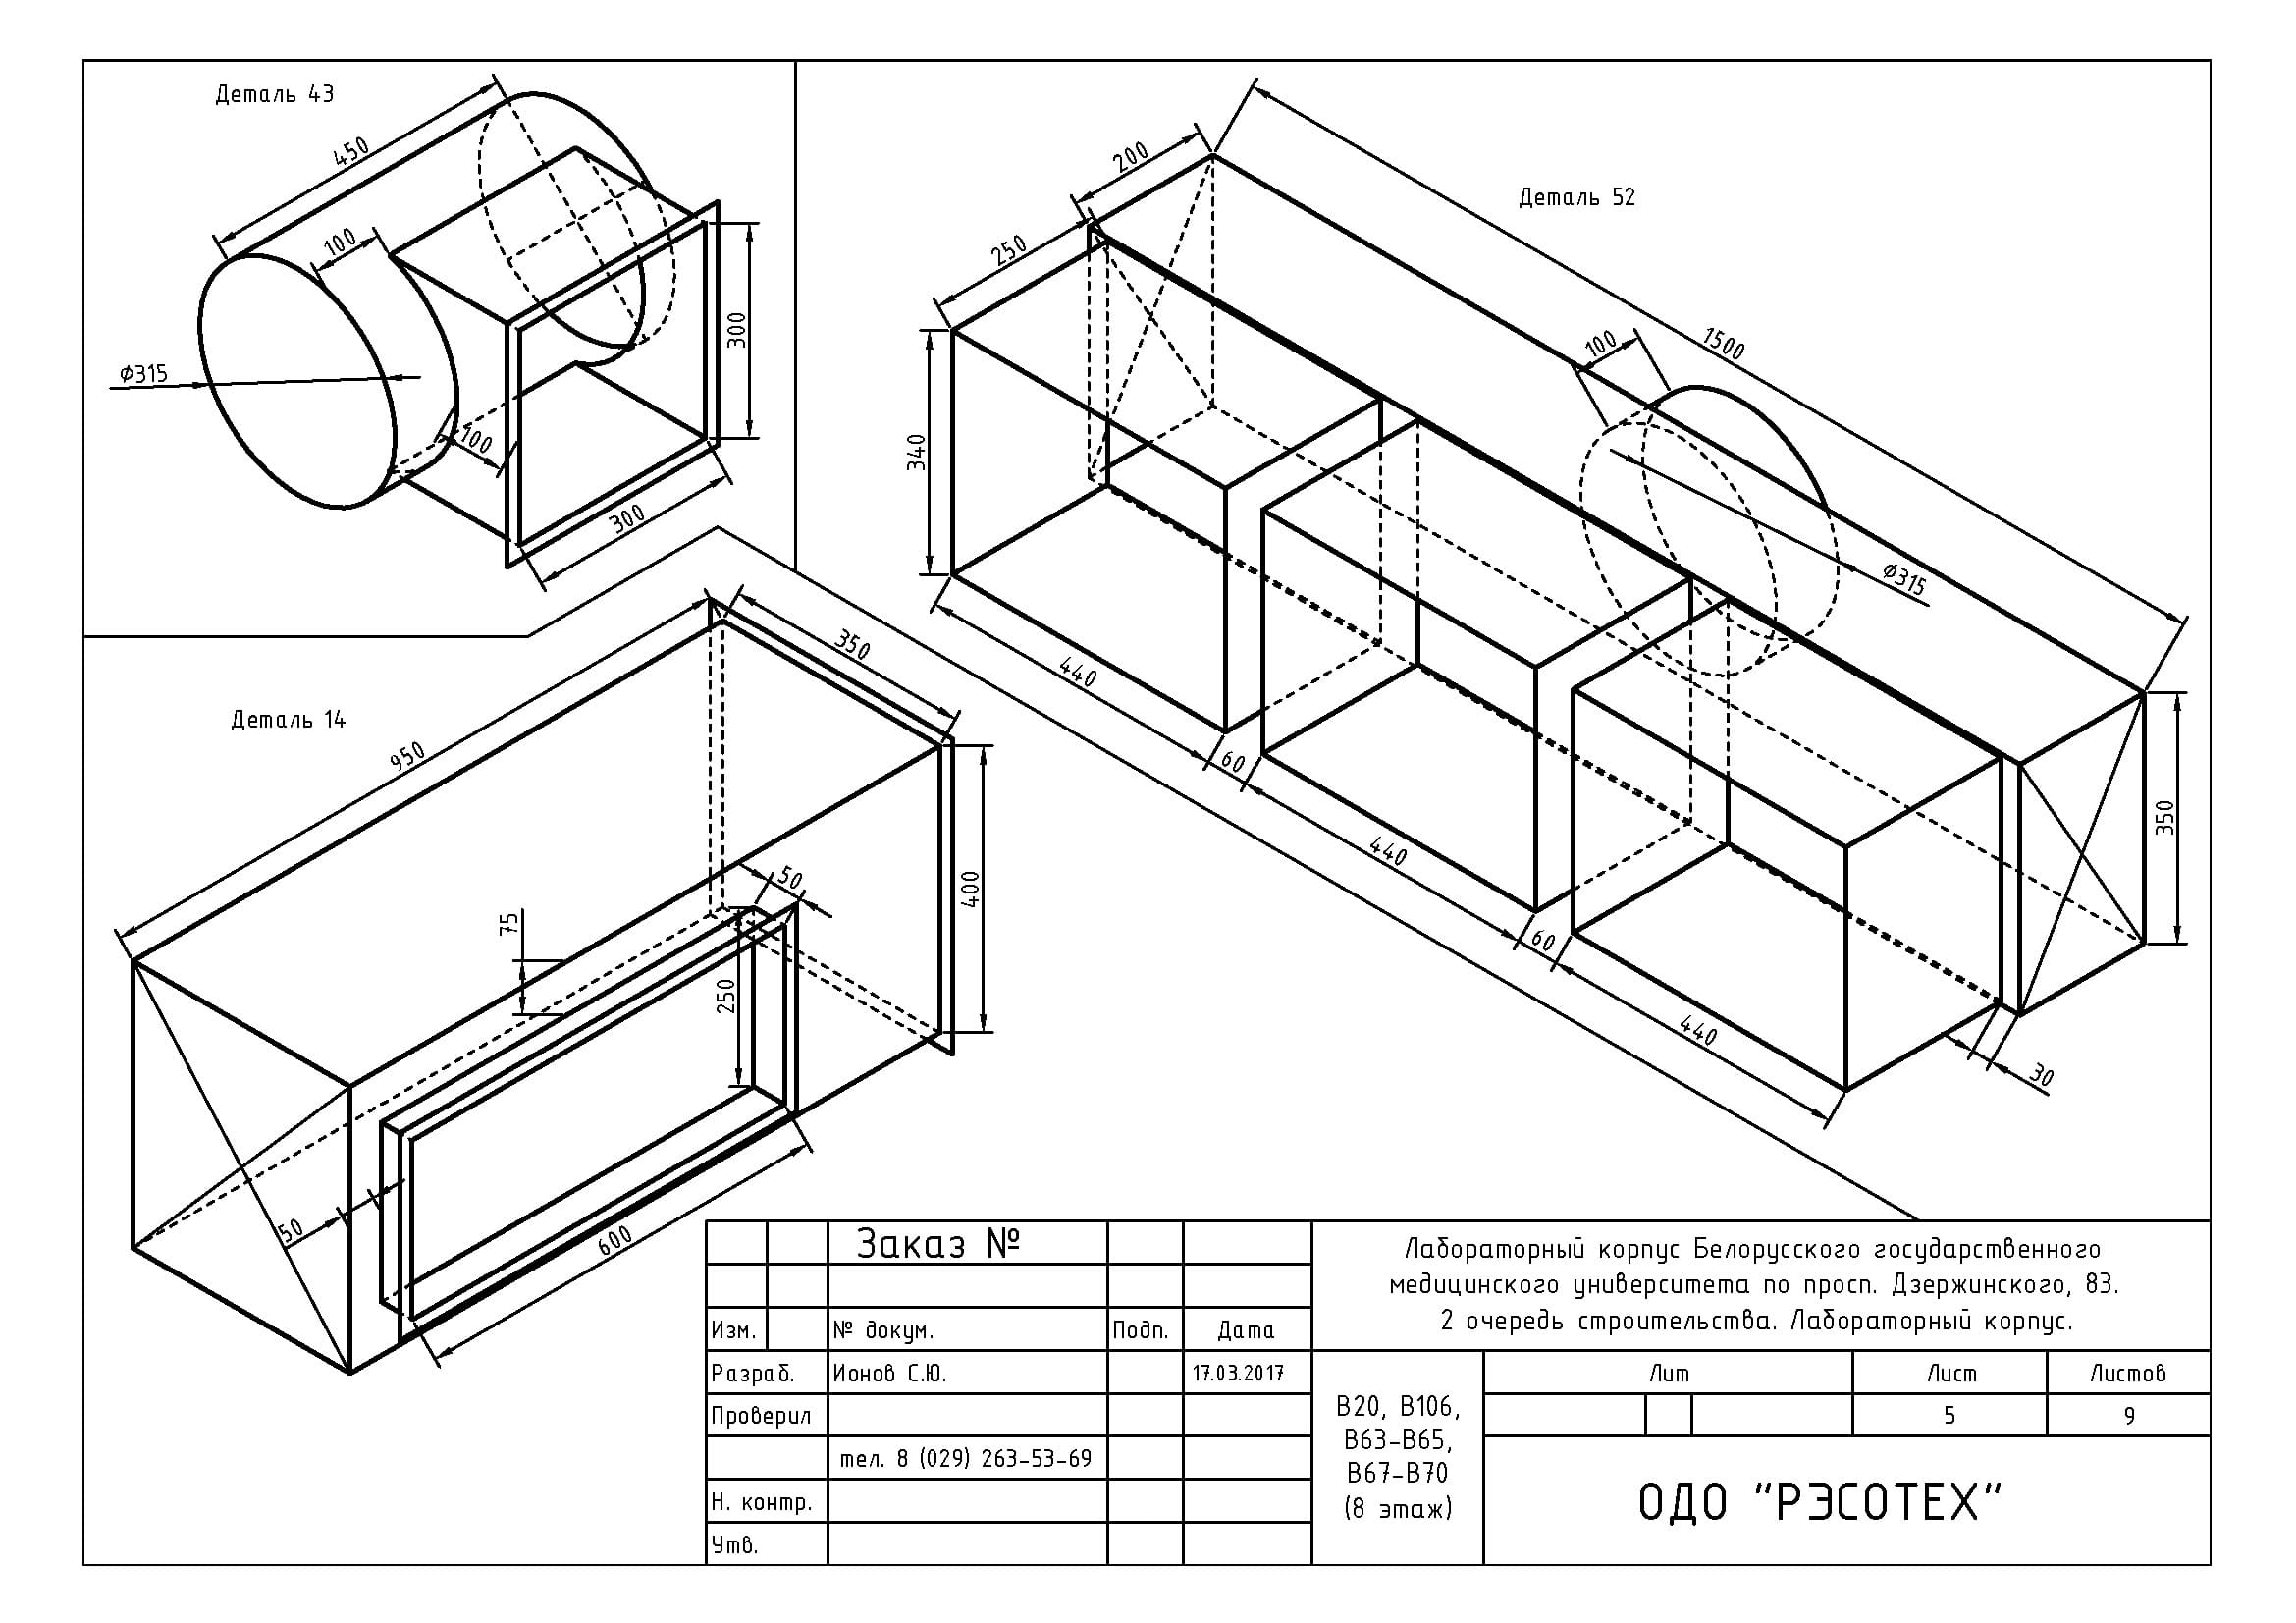 Деталь 43
450
100
Ø315
100
300
300
Деталь 52
200
250
340
100
1500
Ø315
350
440
60
440
60
440
30
Деталь 14
950
350
400
50
75
250
50
600
Заказ №
Изм.
№ докум.
Подп.
Дата
Разраб.
Ионов С.Ю.
17.03.2017
Проверил
тел. 8 (029) 263-53-69
Н. контр.
Утв.
Лабораторный корпус Белорусского государственного
медицинского университета по просп. Дзержинского, 83.
2 очередь строительства. Лабораторный корпус.
В20, В106,
В63-В65,
В67-В70
(8 этаж)
Лит
Лист
Листов
5
9
ОДО "РЭСОТЕХ"